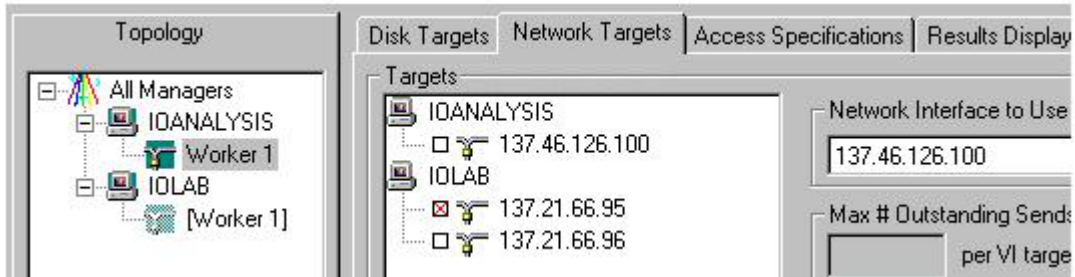 Topology
Disk Targets Network Targets Access Specifications Results Display
All Managers
IOANALYSIS
Worker 1
IOLAB
[Worker 1]
Targets
IOANALYSIS
137.46.126.100
IOLAB
137.21.66.95
137.21.66.96
Network Interface to Use
137.46.126.100
Max # Outstanding Sends
per VI targe